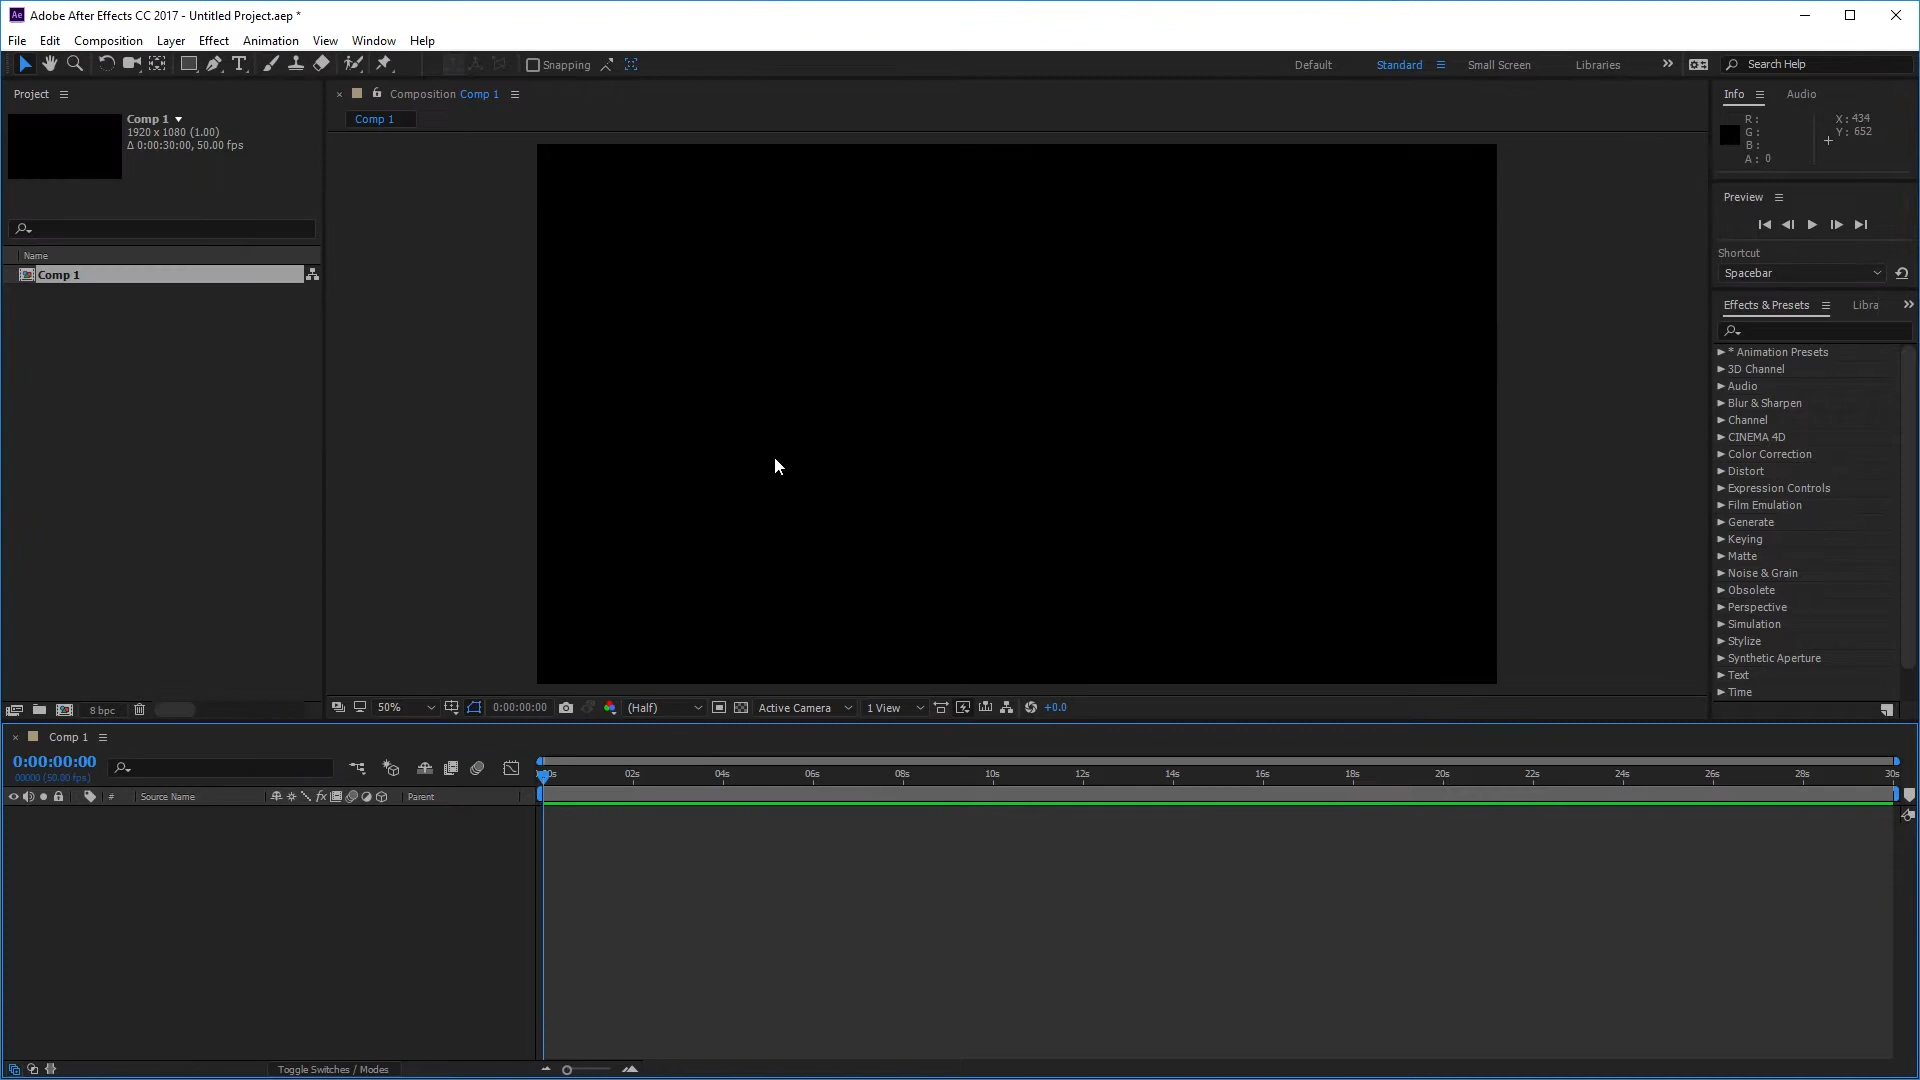 Adobe After Effects CC 2017 - Untitled Project.aep *
File Edit Composition Layer Effect Animation View Window Help
Snapping Default Standard Small Screen Libraries Search Help
Project
Comp 1
1920 x 1080 (1.00)
Δ 0:00:30:00, 50.00 fps
Name
Comp 1
8 bpc
Composition Comp 1
Comp 1
50% 0:00:00:00 (Half) Active Camera 1 View +0.0
Info Audio
R :
G :
B :
A : 0
X : 434
Y : 652
Preview
Shortcut
Spacebar
Effects & Presets Libra
* Animation Presets
3D Channel
Audio
Blur & Sharpen
Channel
CINEMA 4D
Color Correction
Distort
Expression Controls
Film Emulation
Generate
Keying
Matte
Noise & Grain
Obsolete
Perspective
Simulation
Stylize
Synthetic Aperture
Text
Time
Comp 1
0:00:00:00
00000 (50.00 fps)
02s 04s 06s 08s 10s 12s 14s 16s 18s 20s 22s 24s 26s 28s 30s
# Source Name fx Parent
Toggle Switches / Modes